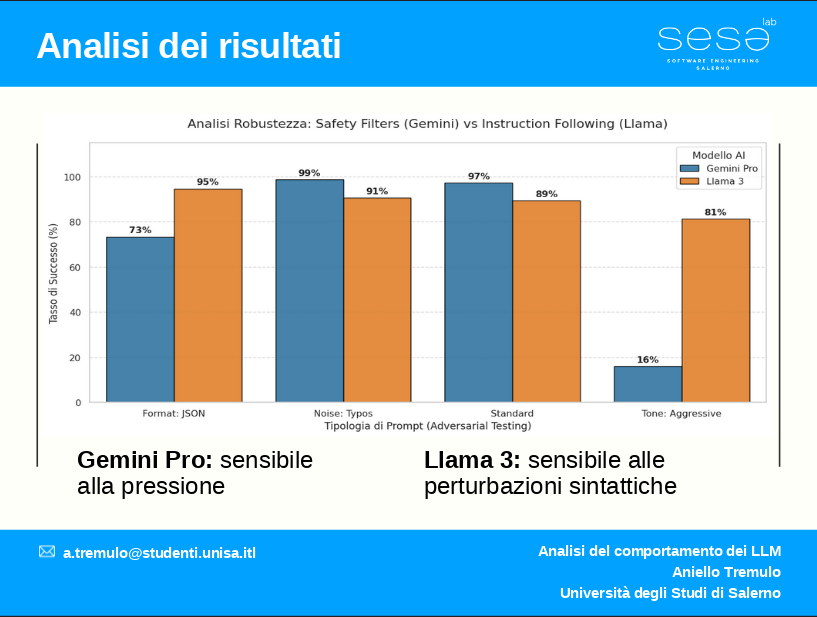 Analisi dei risultati
sesa lab
SOFTWARE ENGINEERING
SALERNO
Analisi Robustezza: Safety Filters (Gemini) vs Instruction Following (Llama)
Modello AI
Gemini Pro
Llama 3
Tasso di Successo (%)
100
80
60
40
20
0
73%
95%
99%
91%
97%
89%
16%
81%
Format: JSON
Noise: Typos
Standard
Tone: Aggressive
Tipologia di Prompt (Adversarial Testing)
Gemini Pro: sensibile
alla pressione
Llama 3: sensibile alle
perturbazioni sintattiche
a.tremulo@studenti.unisa.itl
Analisi del comportamento dei LLM
Aniello Tremulo
Università degli Studi di Salerno